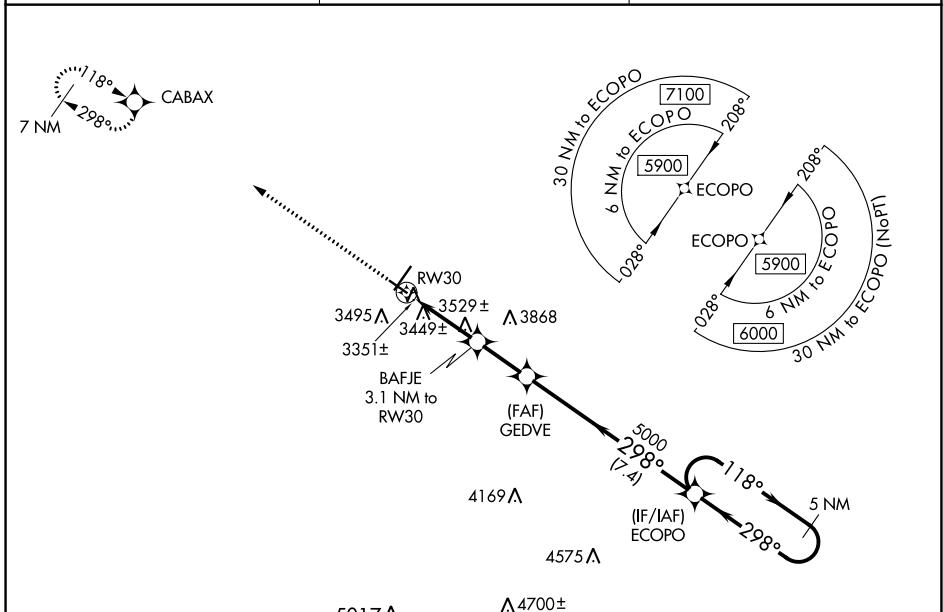 118°
298°
7 NM
CABAX
30 NM to ECOPO
7100
208°
6 NM to ECOPO
5900
ECOPO
028°
208°
ECOPO
5900
028°
6 NM to ECOPO
6000
30 NM to ECOPO (NoPT)
RW30
3495
3449±
3529±
3868
3351±
BAFJE
3.1 NM to
RW30
(FAF)
GEDVE
5000
298°
(7.4)
118°
5 NM
298°
(IF/IAF)
ECOPO
4169
4575
4700±